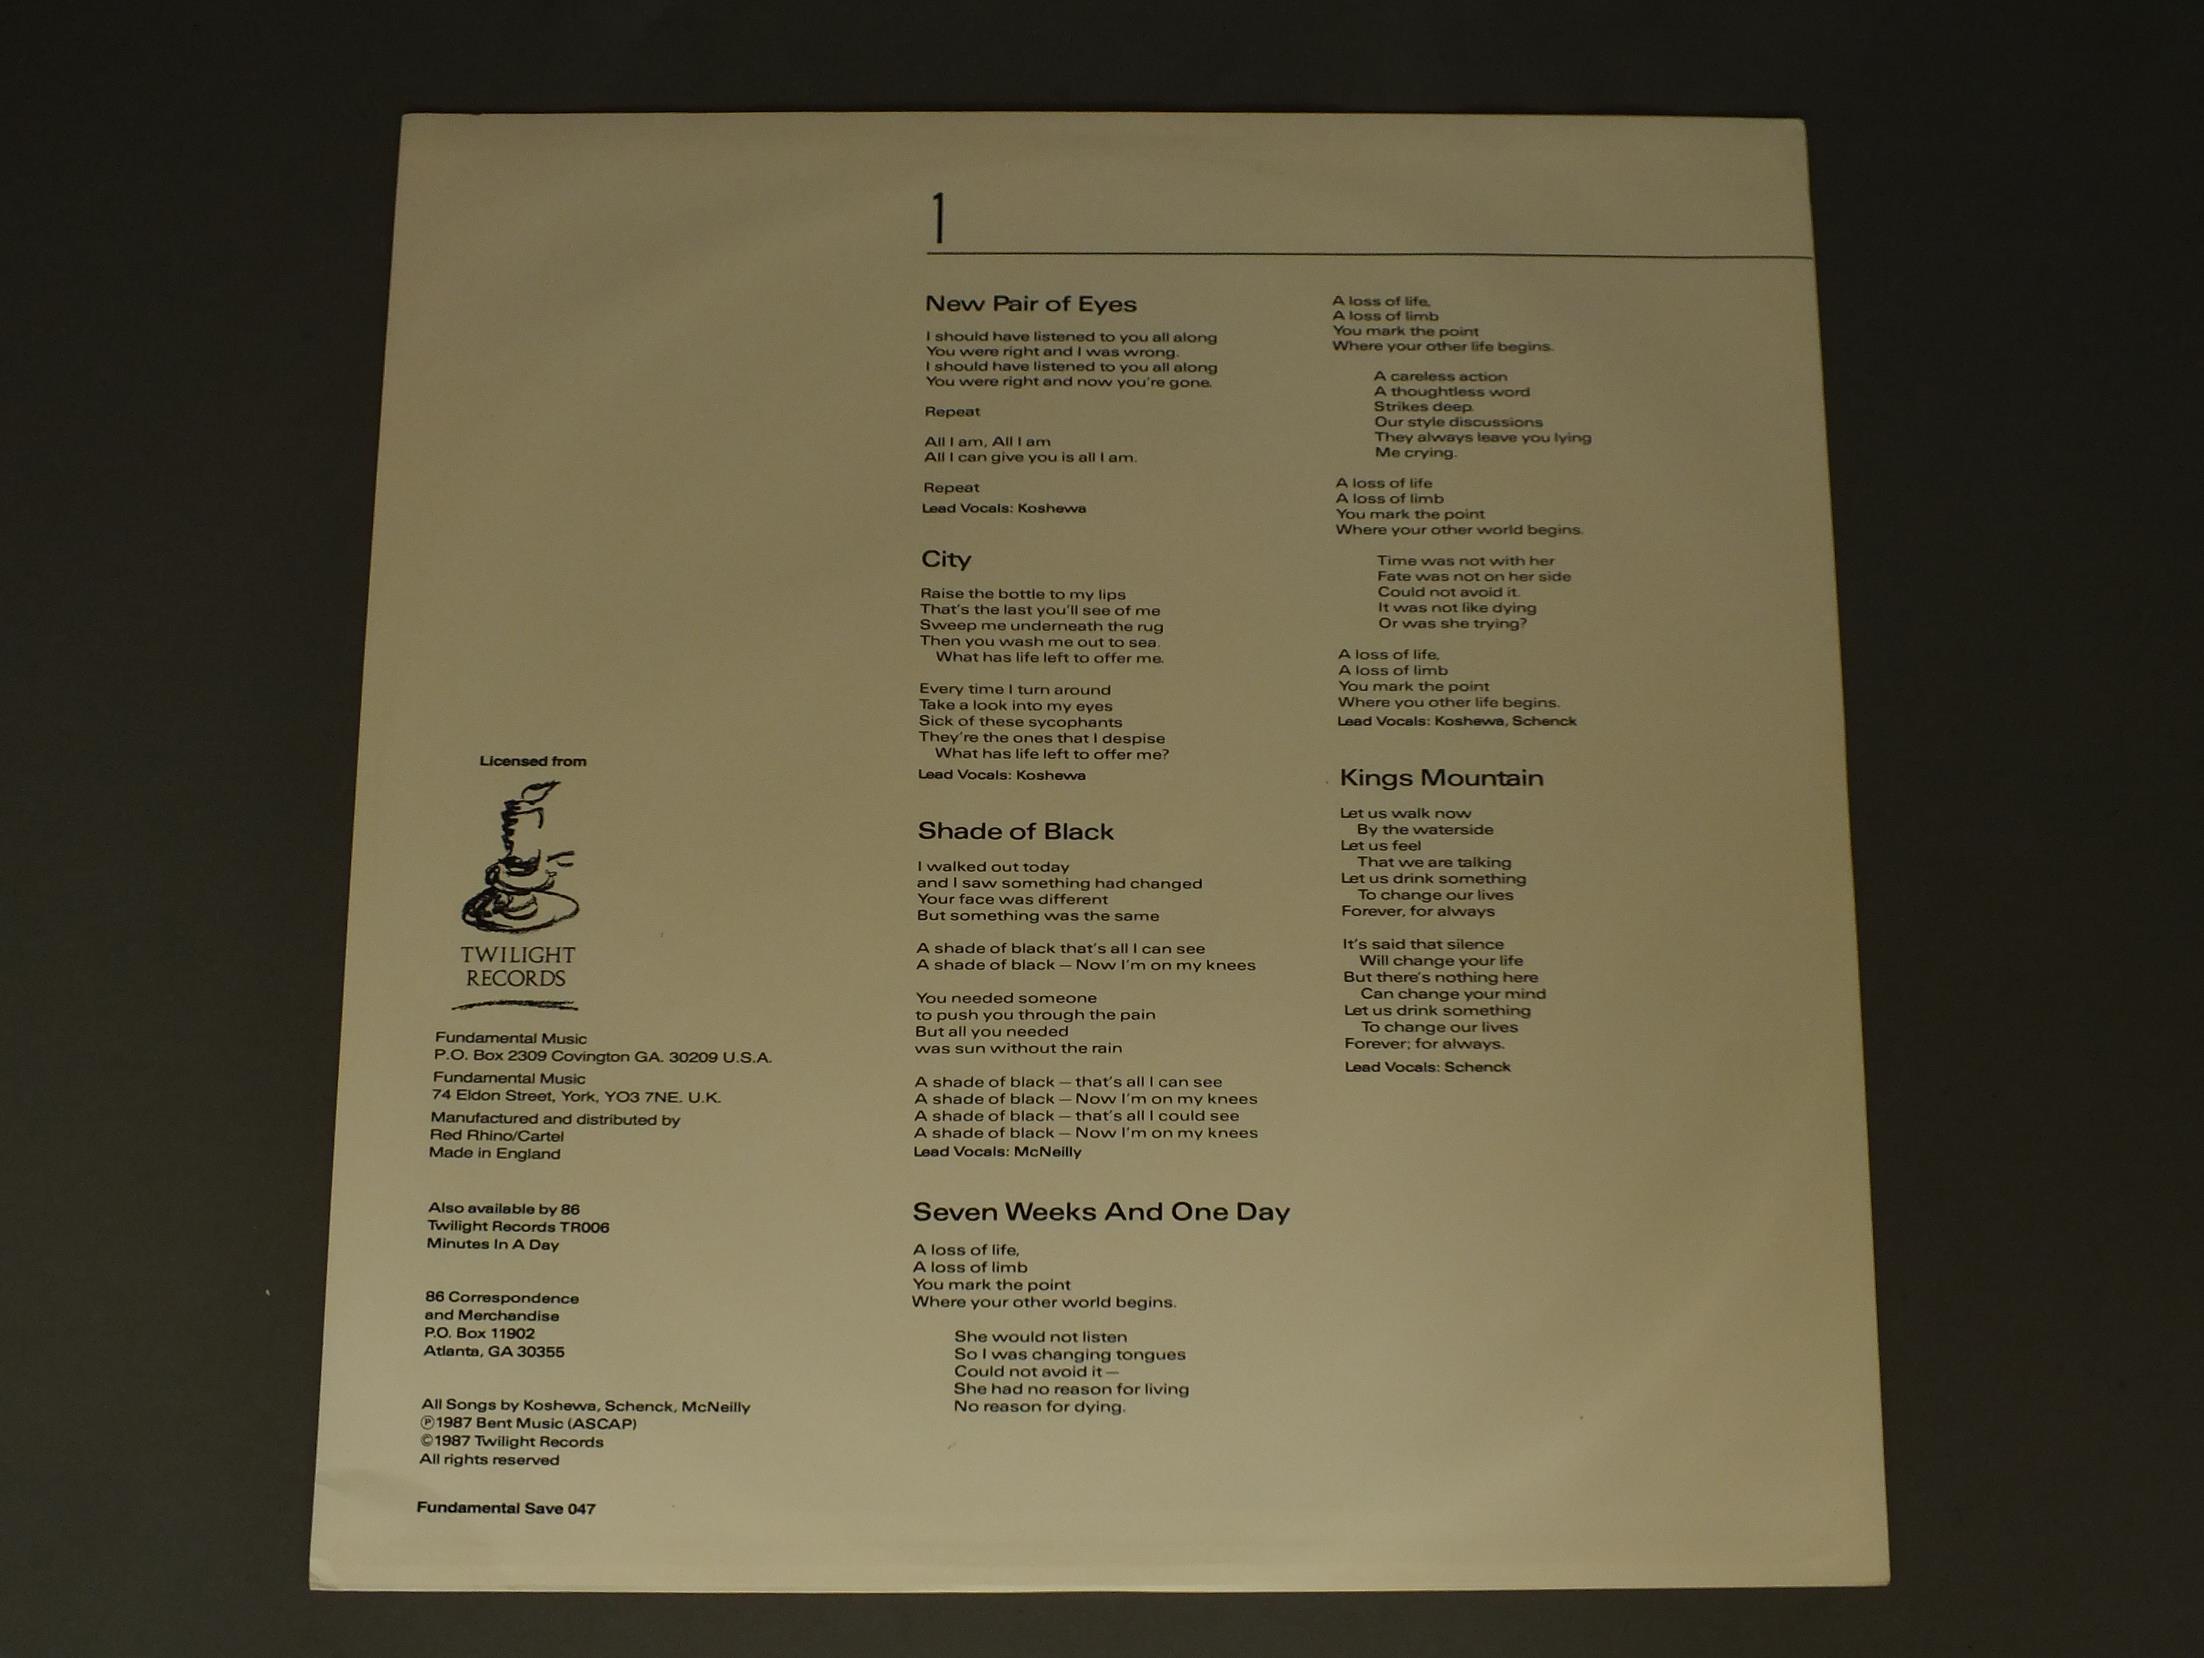 1
New Pair of Eyes
I should have listened to you all along
You were right and I was wrong.
I should have listened to you all along
You were right and now you're gone.
Repeat
All I am, All I am
All I can give you is all I am.
Repeat
Lead Vocals: Koshewa
City
Raise the bottle to my lips
That's the last you'll see of me
Sweep me underneath the rug
Then you wash me out to sea.
What has life left to offer me.
Every time I turn around
Take a look into my eyes
Sick of these sycophants
They're the ones that I despise
What has life left to offer me?
Lead Vocals: Koshewa
Shade of Black
I walked out today
and I saw something had changed
Your face was different
But something was the same
A shade of black that's all I can see
A shade of black — Now I'm on my knees
You needed someone
to push you through the pain
But all you needed
was sun without the rain
A shade of black — that's all I can see
A shade of black — Now I'm on my knees
A shade of black — that's all I could see
A shade of black — Now I'm on my knees
Lead Vocals: McNeilly
Seven Weeks And One Day
A loss of life,
A loss of limb
You mark the point
Where your other world begins.
She would not listen
So I was changing tongues
Could not avoid it —
She had no reason for living
No reason for dying.
A loss of life,
A loss of limb
You mark the point
Where your other life begins.
A careless action
A thoughtless word
Strikes deep.
Our style discussions
They always leave you lying
Me crying.
A loss of life
A loss of limb
You mark the point
Where your other world begins.
Time was not with her
Fate was not on her side
Could not avoid it.
It was not like dying
Or was she trying?
A loss of life,
A loss of limb
You mark the point
Where you other life begins.
Lead Vocals: Koshewa, Schenck
Kings Mountain
Let us walk now
By the waterside
Let us feel
That we are talking
Let us drink something
To change our lives
Forever, for always
It's said that silence
Will change your life
But there's nothing here
Can change your mind
Let us drink something
To change our lives
Forever; for always.
Lead Vocals: Schenck
Licensed from
TWILIGHT
RECORDS
Fundamental Music
P.O. Box 2309 Covington GA. 30209 U.S.A.
Fundamental Music
74 Eldon Street, York, YO3 7NE. U.K.
Manufactured and distributed by
Red Rhino/Cartel
Made in England
Also available by 86
Twilight Records TR006
Minutes In A Day
86 Correspondence
and Merchandise
P.O. Box 11902
Atlanta, GA 30355
All Songs by Koshewa, Schenck, McNeilly
℗1987 Bent Music (ASCAP)
©1987 Twilight Records
All rights reserved
Fundamental Save 047